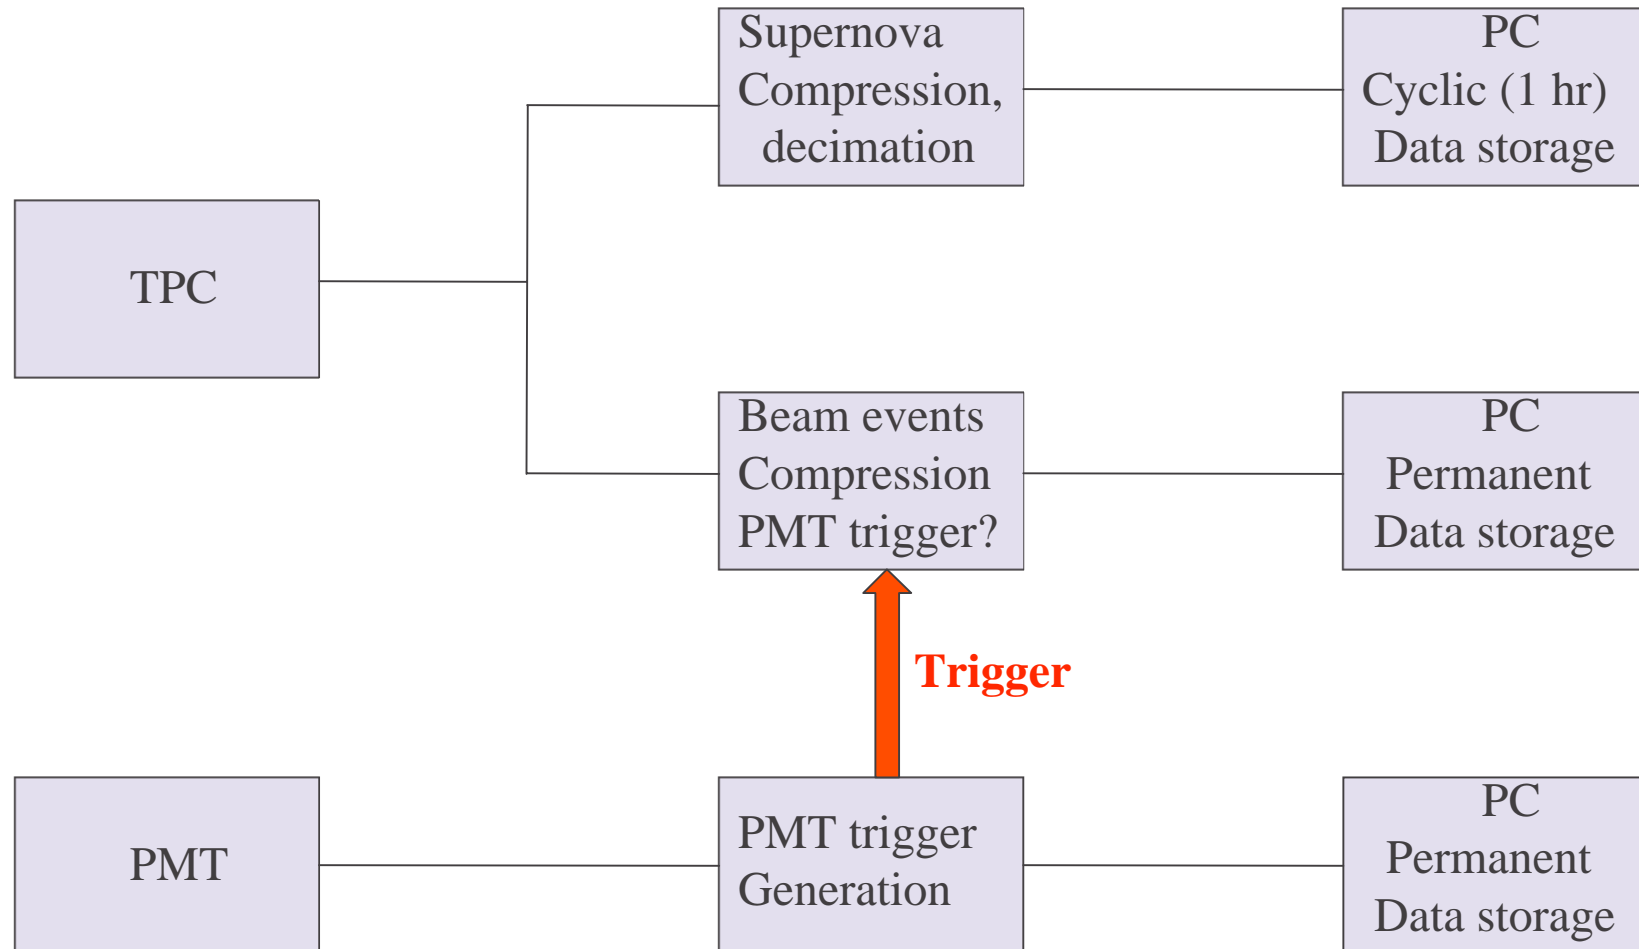 Supernova
Compression,
decimation
PC
Cyclic (1 hr)
Data storage
TPC
Beam events
Compression
PMT trigger?
PC
Permanent
Data storage
Trigger
PMT
PMT trigger
Generation
PC
Permanent
Data storage